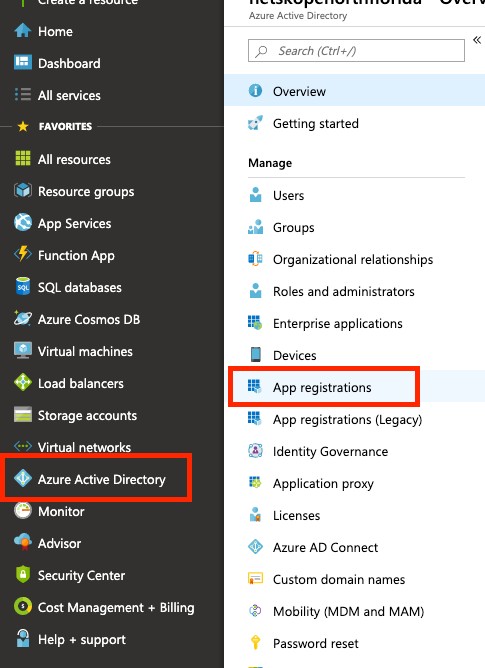 Create a resource
Home
Dashboard
All services
FAVORITES
All resources
Resource groups
App Services
Function App
SQL databases
SQL
Azure Cosmos DB
Virtual machines
Load balancers
Storage accounts
Virtual networks
Azure Active Directory
Monitor
Advisor
Security Center
Cost Management + Billing
Help + support
netskopenorthflorida - Overv
Azure Active Directory
Search (Ctrl+/)
«
Overview
Getting started
Manage
Users
Groups
Organizational relationships
Roles and administrators
Enterprise applications
Devices
App registrations
App registrations (Legacy)
Identity Governance
Application proxy
Licenses
Azure AD Connect
Custom domain names
Mobility (MDM and MAM)
Password reset